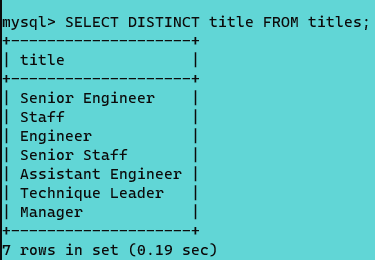 mysql> SELECT DISTINCT title FROM titles;
+--------------------+
| title              |
+--------------------+
| Senior Engineer    |
| Staff              |
| Engineer           |
| Senior Staff       |
| Assistant Engineer |
| Technique Leader   |
| Manager            |
+--------------------+
7 rows in set (0.19 sec)